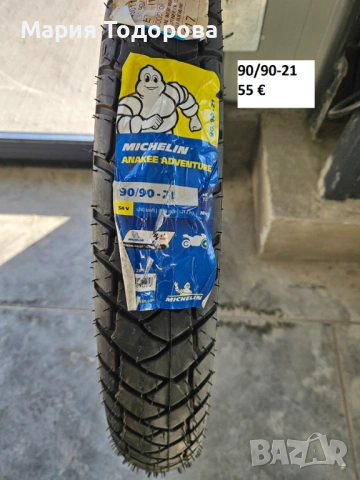 Мария Тодорова
90/90-21
55 €
MICHELIN
ANAKEE ADVENTURE
90/90 - 21
54 V
MICHELIN
BAZAR